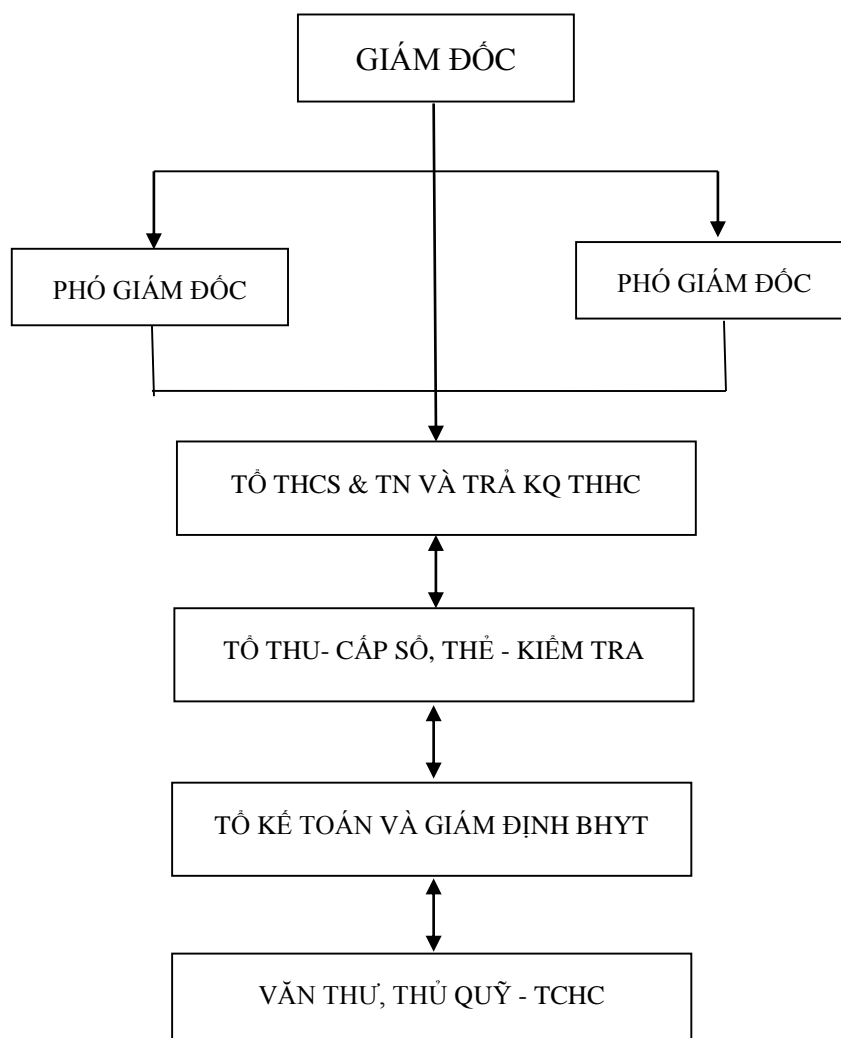 GIÁM ĐỐC
PHÓ GIÁM ĐỐC
PHÓ GIÁM ĐỐC
TỔ THCS & TN VÀ TRẢ KQ THHC
TỔ THU- CẤP SỔ, THẺ - KIỂM TRA
TỔ KẾ TOÁN VÀ GIÁM ĐỊNH BHYT
VĂN THƯ, THỦ QUỸ - TCHC